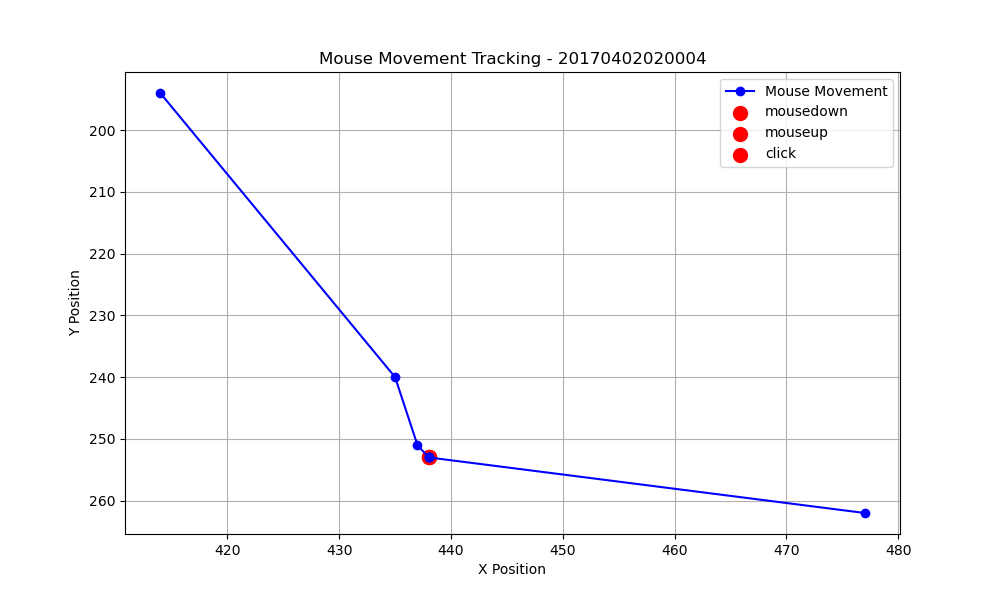 Mouse Movement Tracking - 20170402020004
Mouse Movement
mousedown
mouseup
click
200
210
220
230
240
250
260
Y Position
420 430 440 450 460 470 480
X Position